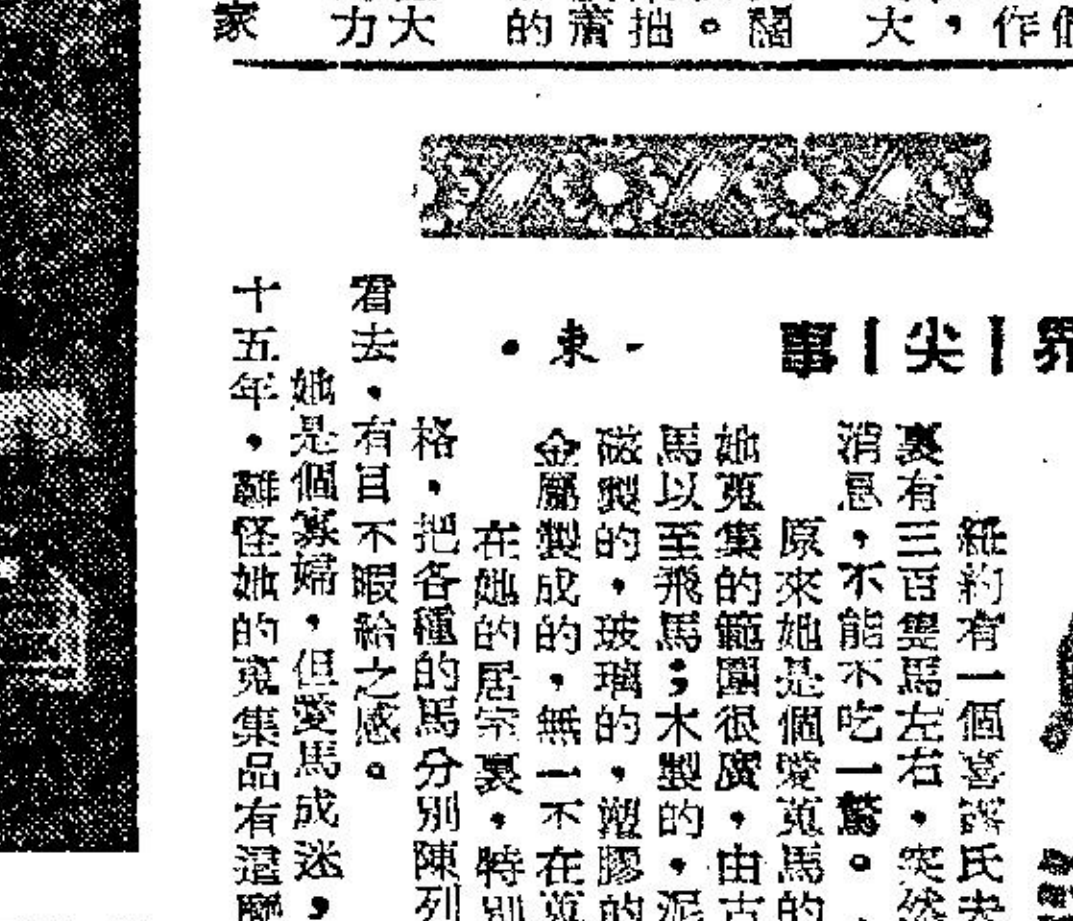 家
力大
的蕭抽。闊
大，作個
界｜尖｜事
・東・
紐約有一個喜
裏有三百隻馬左右，突然
消息，不能不吃一驚。
原來她是個愛蒐馬的
她蒐集的範圍很廣，由古
馬以至飛馬；木製的，泥
磁製的，玻璃的，塑膠的
金屬製成的，無一不在蒐
在她的居室裏，特別
格，把各種的馬分別陳列
看去，有目不暇給之感。
她是個寡婦，但愛馬成迷，
十五年，難怪她的蒐集品有這麼